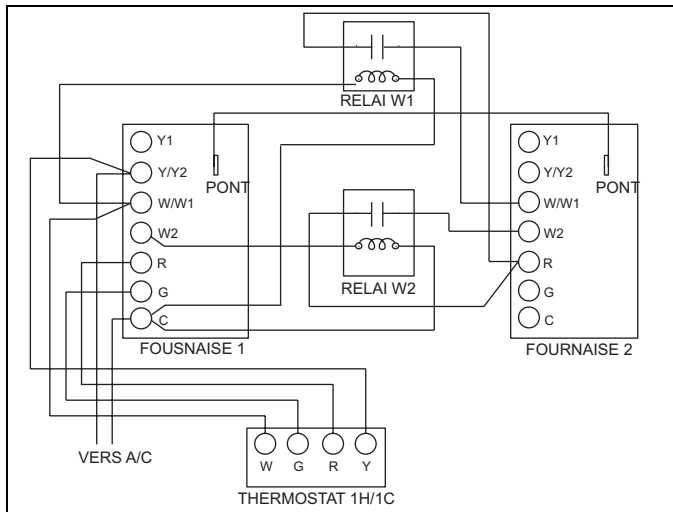 RELAI W1
Y1
Y/Y2
PONT
W/W1
W2
R
G
C
FOUSNAISE 1
RELAI W2
Y1
Y/Y2
PONT
W/W1
W2
R
G
C
FOURNAISE 2
VERS A/C
W G R Y
THERMOSTAT 1H/1C